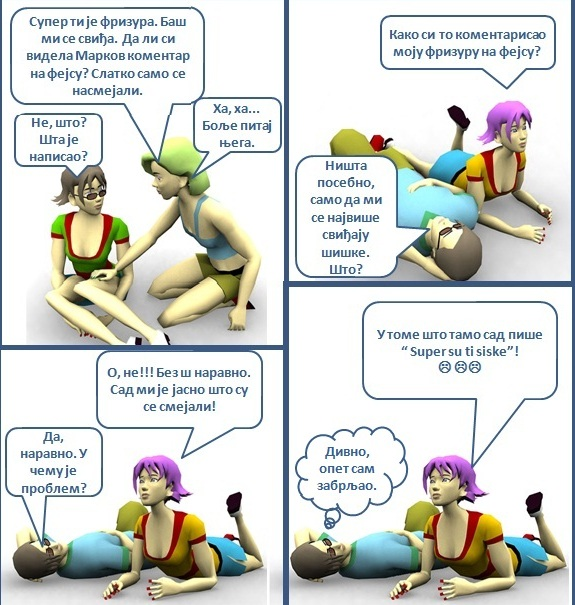 Супер ти је фризура. Баш
ми се свиђа. Да ли си
видела Марков коментар
на фејсу? Слатко само се
насмејали.
Не, што?
Шта је
написао?
Ха, ха...
Боље питај
њега.
Како си то коментарисао
моју фризуру на фејсу?
Ништа
посебно,
само да ми
се највише
свиђају
шишке.
Што?
О, не!!! Без ш наравно.
Сад ми је јасно што су
се смејали!
Да,
наравно. У
чему је
проблем?
У томе што тамо сад пише
“ Super su ti siske”!
☹ ☹☹
Дивно,
опет сам
забрљао.